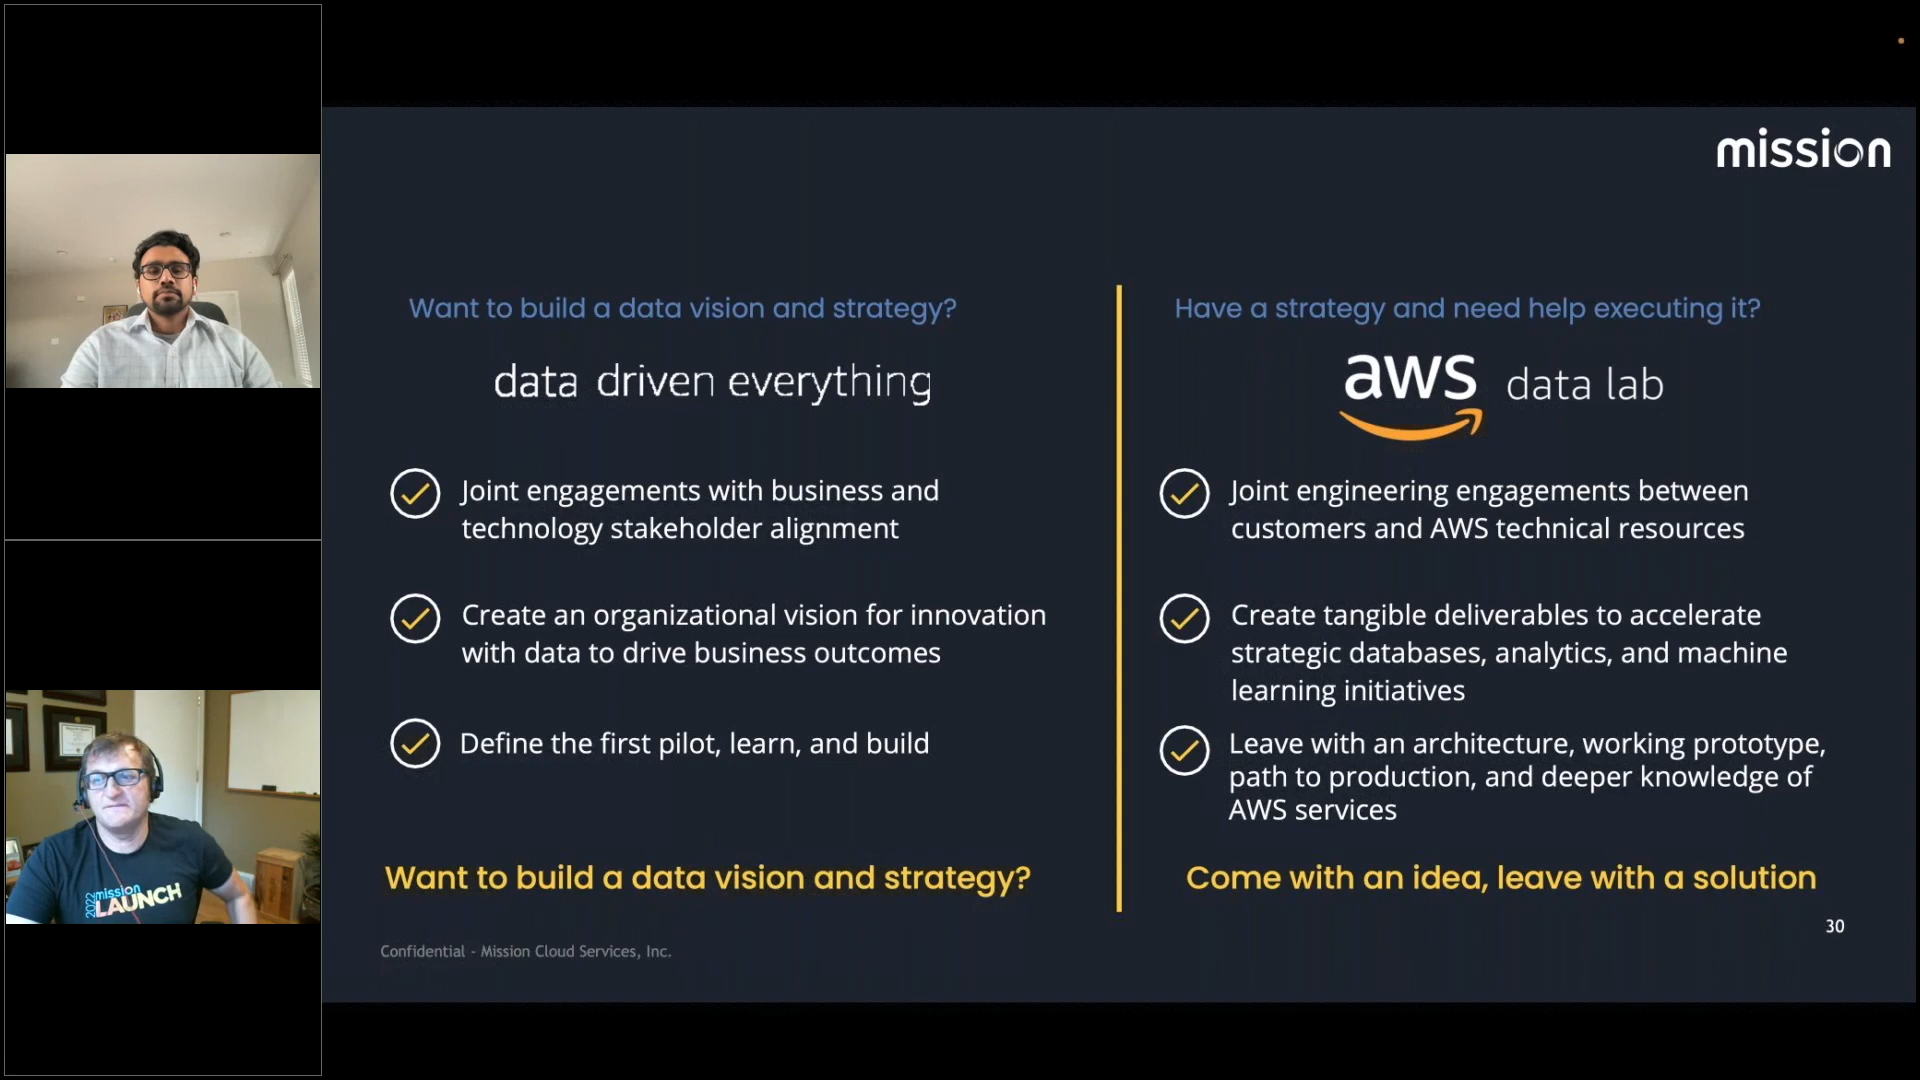 mission
Want to build a data vision and strategy?
data driven everything
Joint engagements with business and
technology stakeholder alignment
Create an organizational vision for innovation
with data to drive business outcomes
Define the first pilot, learn, and build
Want to build a data vision and strategy?
Have a strategy and need help executing it?
aws data lab
Joint engineering engagements between
customers and AWS technical resources
Create tangible deliverables to accelerate
strategic databases, analytics, and machine
learning initiatives
Leave with an architecture, working prototype,
path to production, and deeper knowledge of
AWS services
Come with an idea, leave with a solution
30
Confidential - Mission Cloud Services, Inc.
2022
mission
LAUNCH